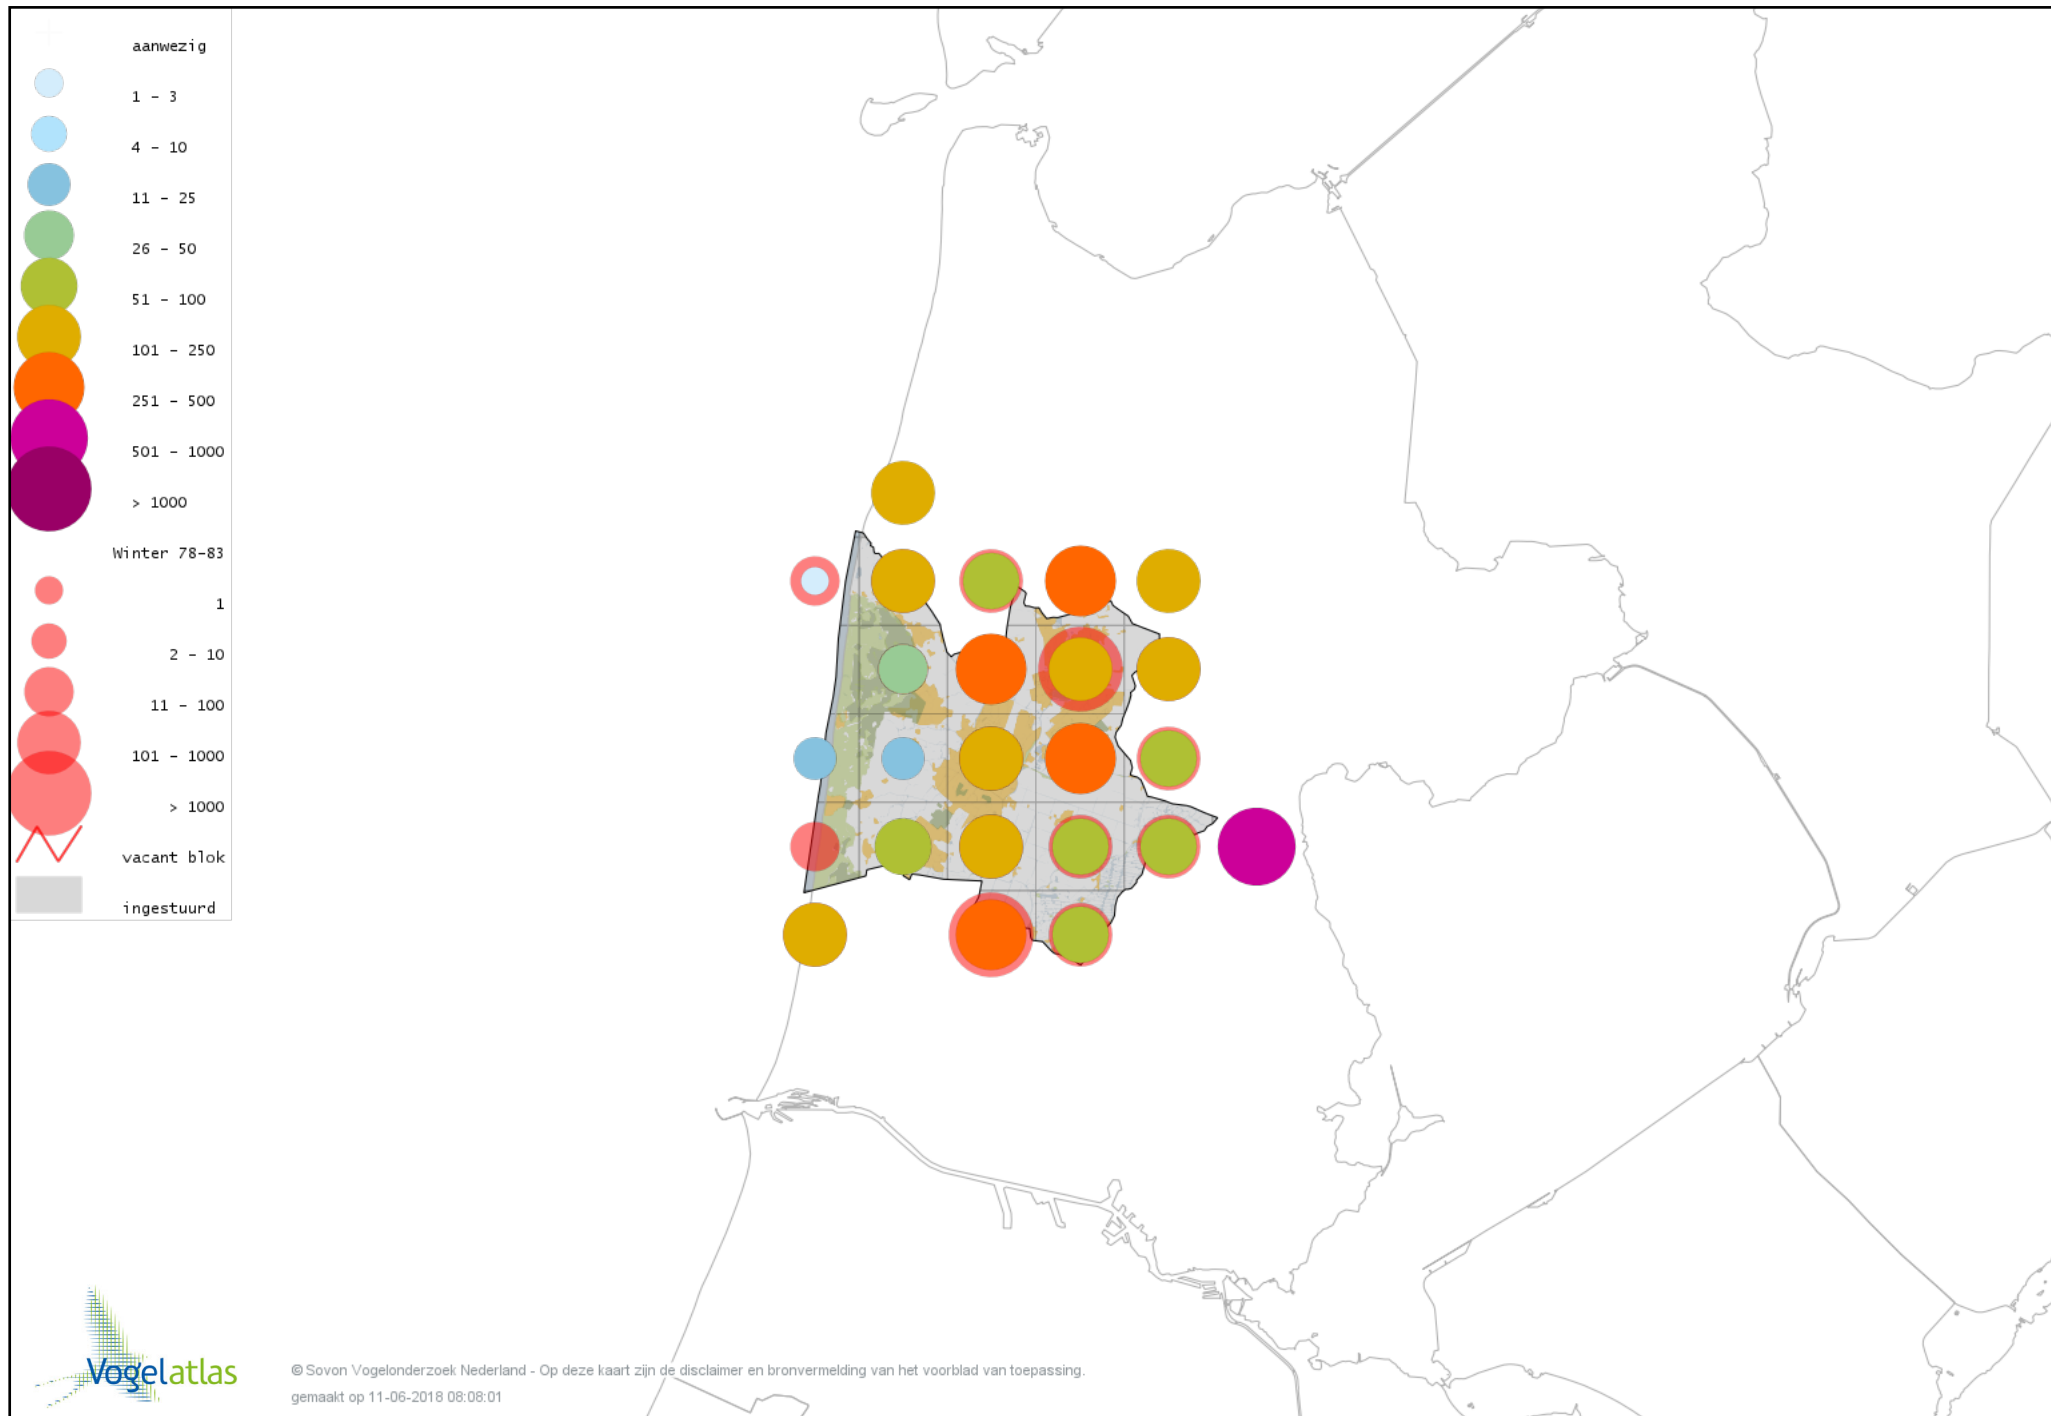 aanwezig
1 - 3
4 - 10
11 - 25
26 - 50
51 - 100
101 - 250
251 - 500
501 - 1000
> 1000
Winter 78-83
1
2 - 10
11 - 100
101 - 1000
> 1000
vacant blok
ingestuurd
Vogelatlas
© Sovon Vogelonderzoek Nederland - Op deze kaart zijn de disclaimer en bronvermelding van het voorblad van toepassing.
gemaakt op 11-06-2018 08:08:01